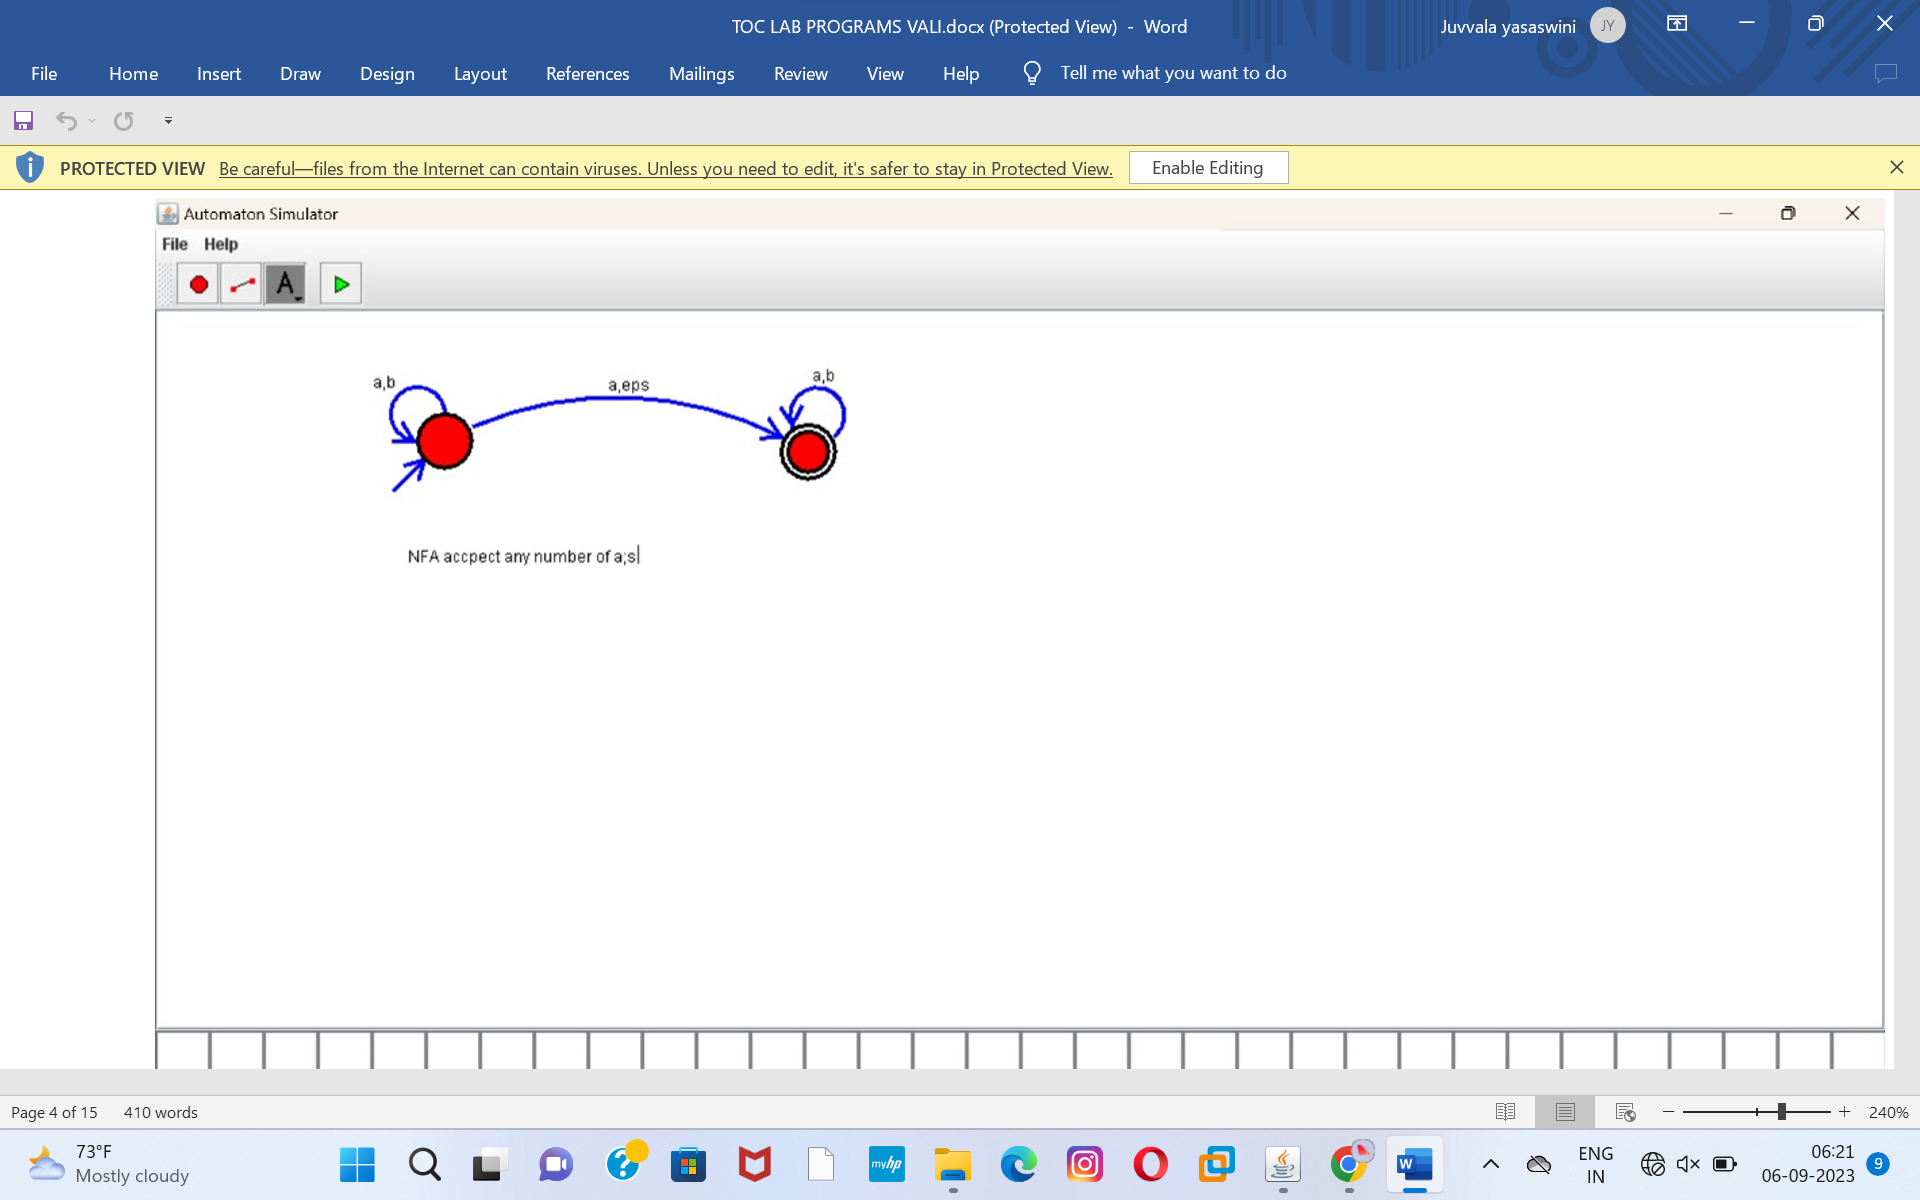 TOC LAB PROGRAMS VALI.docx (Protected View) - Word
Juvvala yasaswini
JY
File Home Insert Draw Design Layout References Mailings Review View Help Tell me what you want to do
PROTECTED VIEW Be careful—files from the Internet can contain viruses. Unless you need to edit, it's safer to stay in Protected View. Enable Editing
Automaton Simulator
File Help
A
a,b
a,eps
a,b
NFA accpect any number of a;s
Page 4 of 15 410 words
240%
73°F
Mostly cloudy
?
myhp
W
ENG
IN
06:21
06-09-2023
9